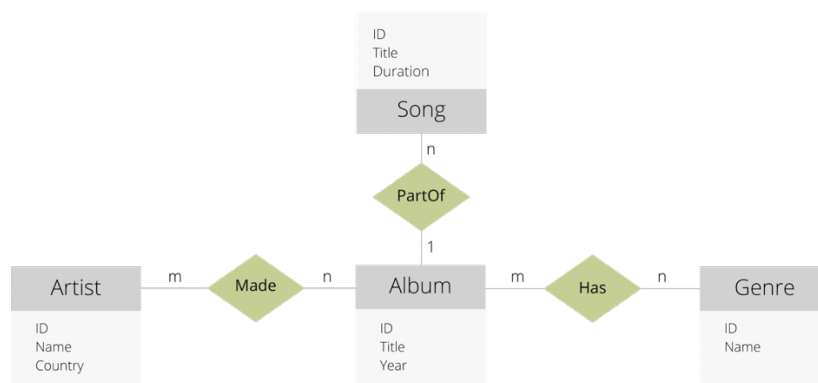 ID
Title
Duration
Song
n
PartOf
1
Artist
m
Made
n
Album
m
Has
n
Genre
ID
Name
Country
ID
Title
Year
ID
Name